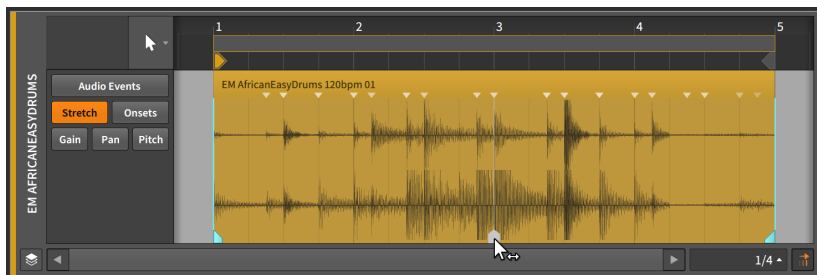 1 2 3 4 5
EM AFRICANEASYDRUMS
Audio Events
Stretch Onsets
Gain Pan Pitch
EM AfricanEasyDrums 120bpm 01
1/4